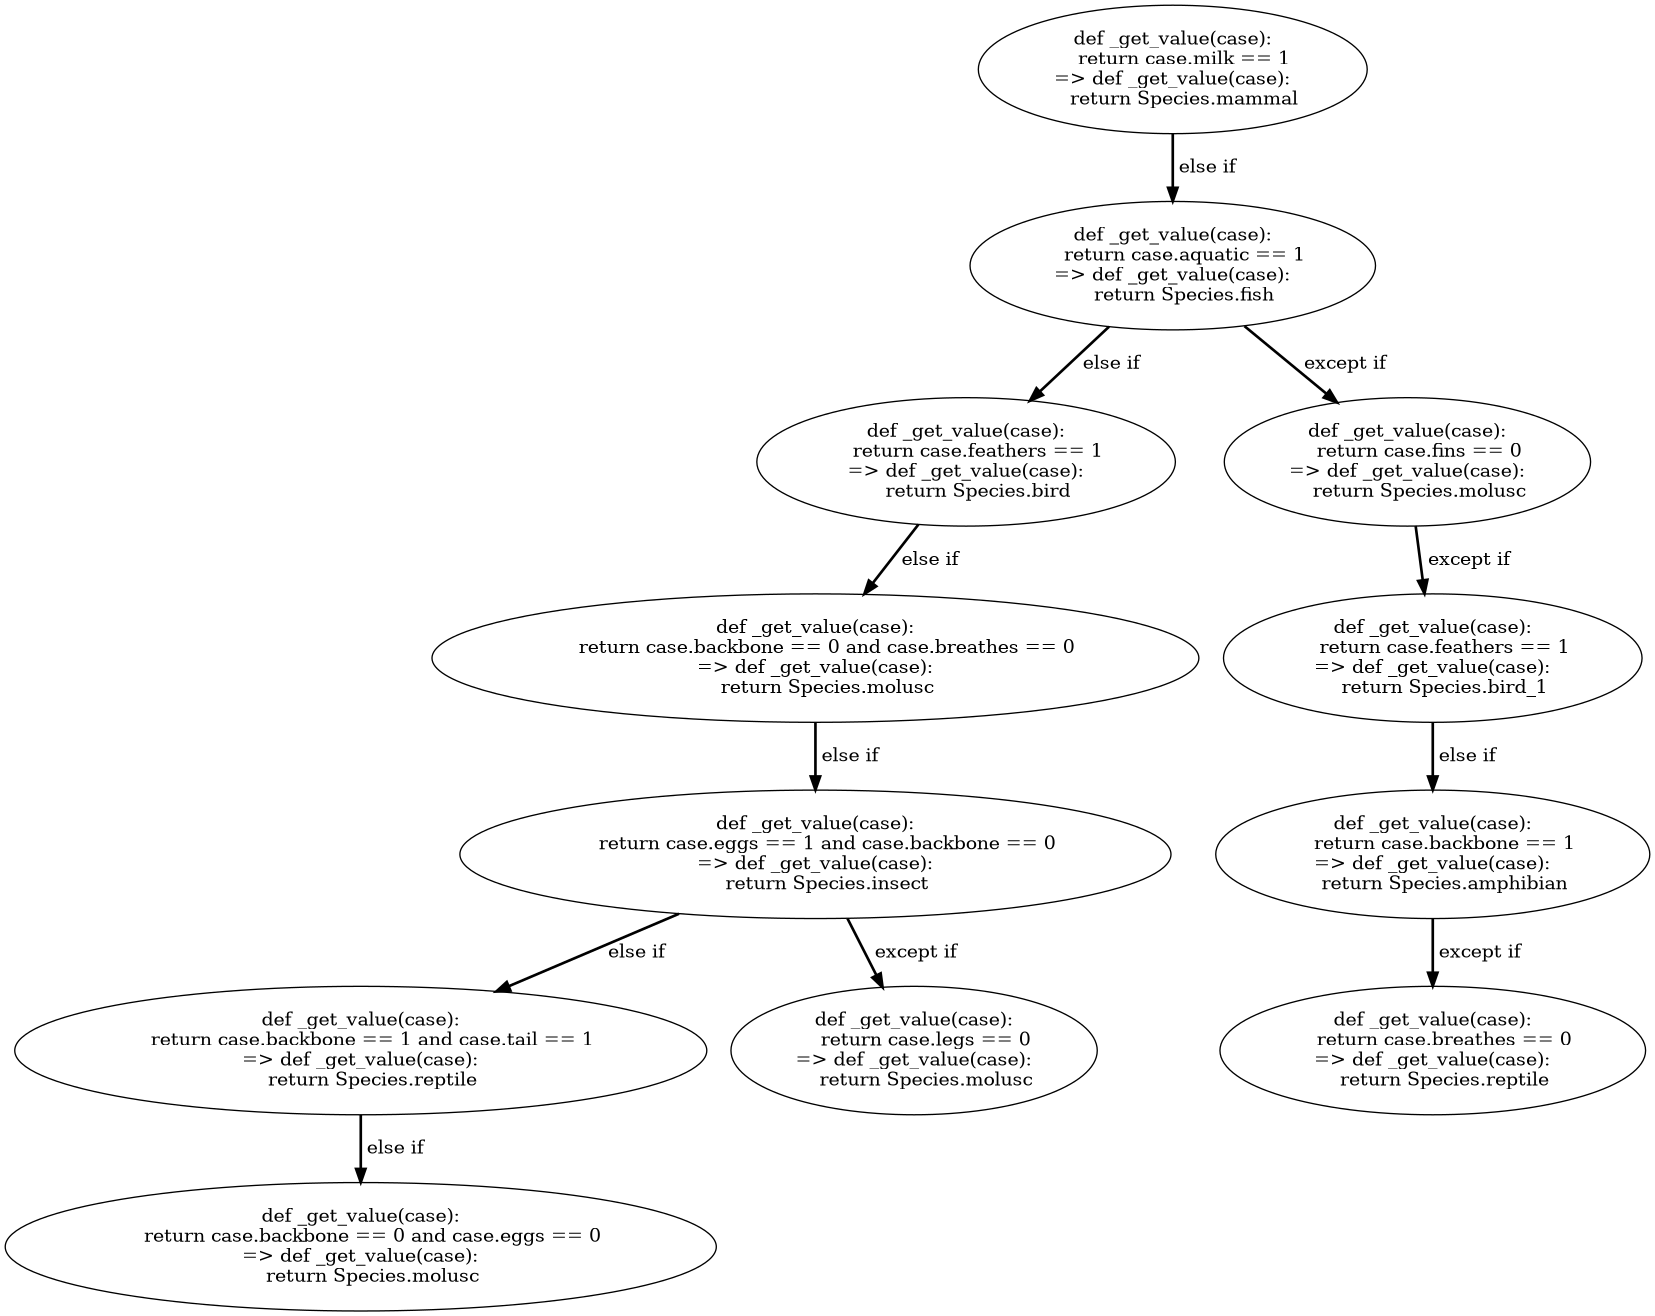 def _get_value(case):
return case.milk == 1
=> def _get_value(case):
return Species.mammal
else if
def _get_value(case):
return case.aquatic == 1
=> def _get_value(case):
return Species.fish
else if
except if
def _get_value(case):
return case.feathers == 1
=> def _get_value(case):
return Species.bird
def _get_value(case):
return case.fins == 0
=> def _get_value(case):
return Species.molusc
else if
except if
def _get_value(case):
return case.backbone == 0 and case.breathes == 0
=> def _get_value(case):
return Species.molusc
def _get_value(case):
return case.feathers == 1
=> def _get_value(case):
return Species.bird_1
else if
else if
def _get_value(case):
return case.eggs == 1 and case.backbone == 0
=> def _get_value(case):
return Species.insect
def _get_value(case):
return case.backbone == 1
=> def _get_value(case):
return Species.amphibian
else if
except if
except if
def _get_value(case):
return case.backbone == 1 and case.tail == 1
=> def _get_value(case):
return Species.reptile
def _get_value(case):
return case.legs == 0
=> def _get_value(case):
return Species.molusc
def _get_value(case):
return case.breathes == 0
=> def _get_value(case):
return Species.reptile
else if
def _get_value(case):
return case.backbone == 0 and case.eggs == 0
=> def _get_value(case):
return Species.molusc